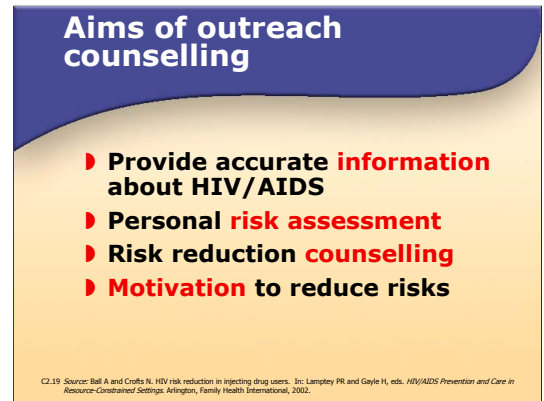 Aims of outreach
counselling
Provide accurate information
about HIV/AIDS
Personal risk assessment
Risk reduction counselling
Motivation to reduce risks
C2.19 Source: Ball A and Crofts N. HIV risk reduction in injecting drug users. In: Lamptey PR and Gayle H, eds. HIV/AIDS Prevention and Care in
Resource-Constrained Settings. Arlington, Family Health International, 2002.